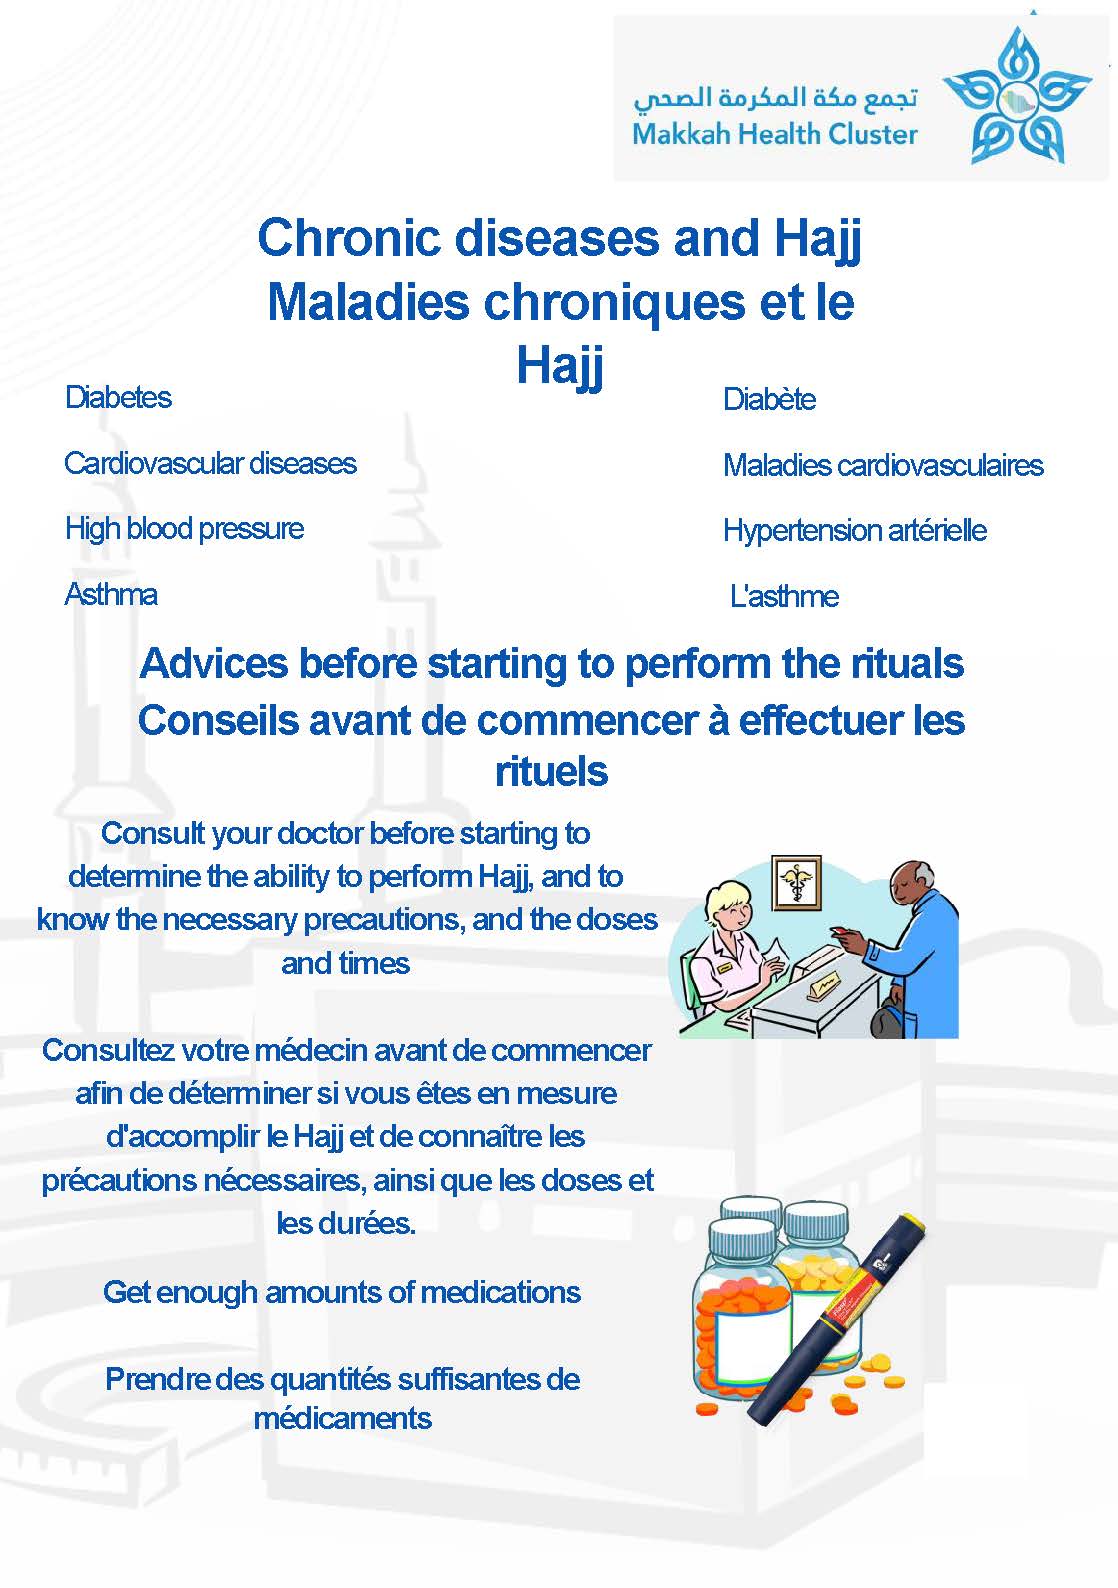 تجمع مكة المكرمة الصحي
Makkah Health Cluster
Chronic diseases and Hajj
Maladies chroniques et le
Hajj
Diabetes
Cardiovascular diseases
High blood pressure
Asthma
Diabète
Maladies cardiovasculaires
Hypertension artérielle
L'asthme
Advices before starting to perform the rituals
Conseils avant de commencer à effectuer les
rituels
Consult your doctor before starting to
determine the ability to perform Hajj, and to
know the necessary precautions, and the doses
and times
Consultez votre médecin avant de commencer
afin de déterminer si vous êtes en mesure
d'accomplir le Hajj et de connaître les
précautions nécessaires, ainsi que les doses et
les durées.
Get enough amounts of medications
Prendre des quantités suffisantes de
médicaments